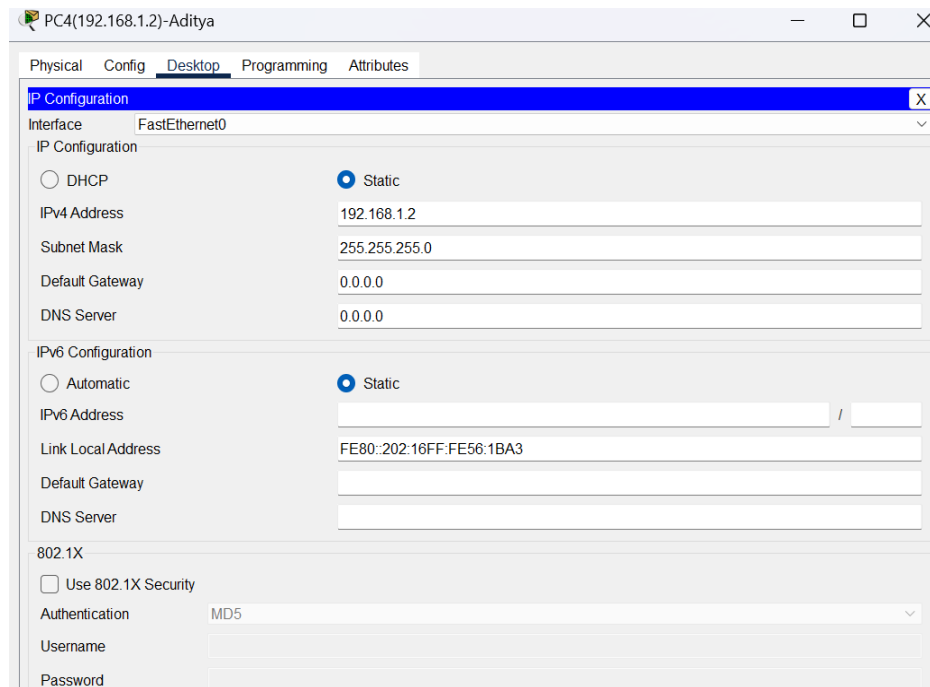 PC4(192.168.1.2)-Aditya
Physical Config Desktop Programming Attributes
IP Configuration X
Interface FastEthernet0
IP Configuration
DHCP Static
IPv4 Address 192.168.1.2
Subnet Mask 255.255.255.0
Default Gateway 0.0.0.0
DNS Server 0.0.0.0
IPv6 Configuration
Automatic Static
IPv6 Address /
Link Local Address FE80::202:16FF:FE56:1BA3
Default Gateway
DNS Server
802.1X
Use 802.1X Security
Authentication MD5
Username
Password